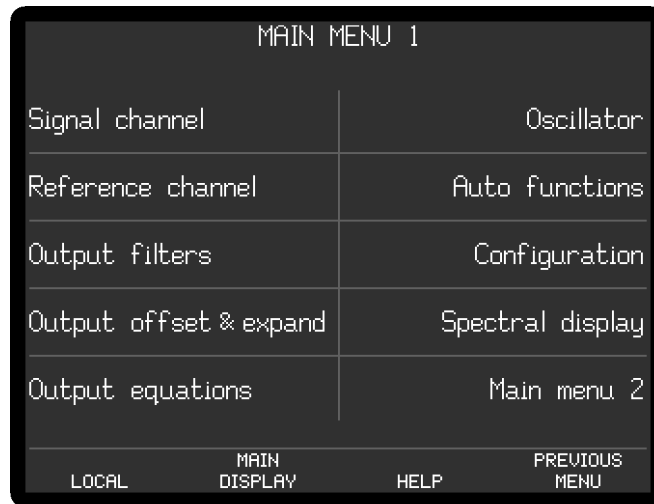 MAIN MENU 1
Signal channel
Oscillator
Reference channel
Auto functions
Output filters
Configuration
Output offset & expand
Spectral display
Output equations
Main menu 2
LOCAL
MAIN
DISPLAY
HELP
PREVIOUS
MENU